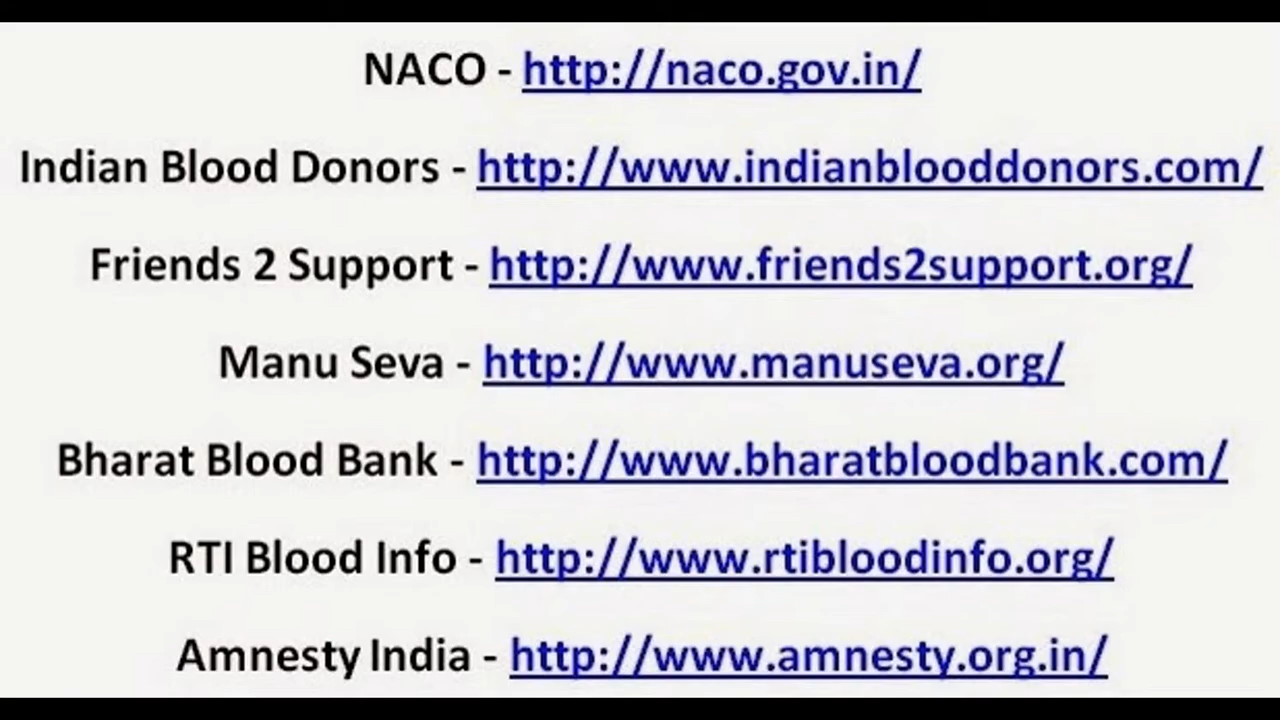 NACO - http://naco.gov.in/
Indian Blood Donors - http://www.indianblooddonors.com/
Friends 2 Support - http://www.friends2support.org/
Manu Seva - http://www.manuseva.org/
Bharat Blood Bank - http://www.bharatbloodbank.com/
RTI Blood Info - http://www.rtibloodinfo.org/
Amnesty India - http://www.amnesty.org.in/